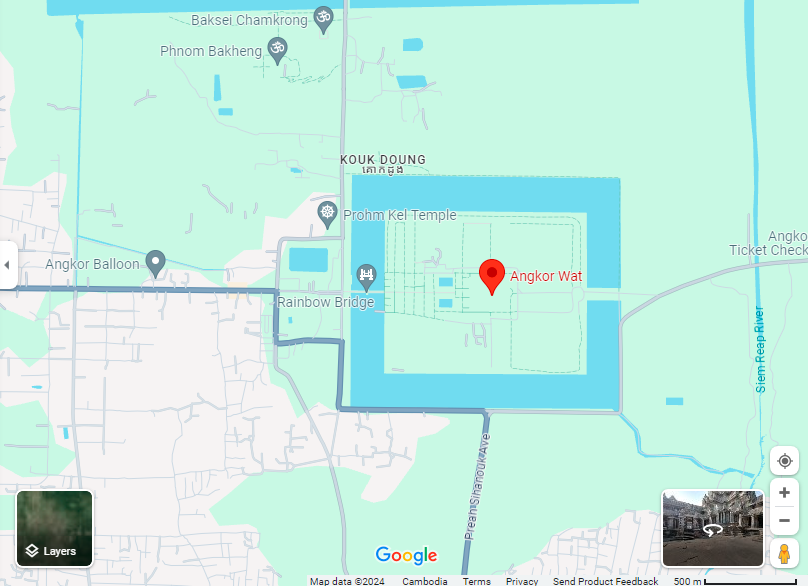 Baksei Chamkrong
Phnom Bakheng
KOUK DOUNG
គោកដូង
Prohm Kel Temple
Angkor Balloon
Angko
Ticket Check
Angkor Wat
Rainbow Bridge
Siem Reap River
Preah Sihanouk Ave
Layers
Google
Map data ©2024 Cambodia Terms Privacy Send Product Feedback 500 m